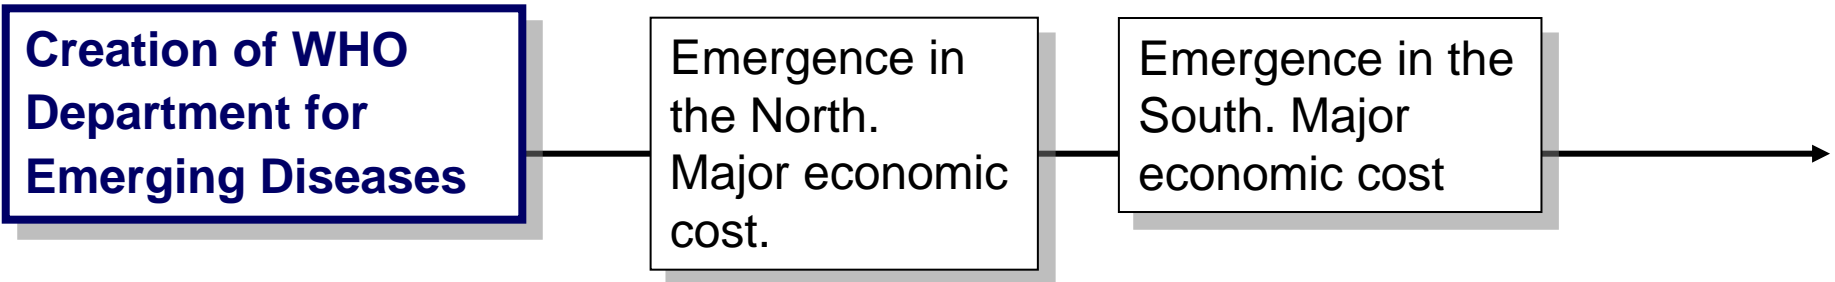 Creation of WHO
Department for
Emerging Diseases
Emergence in
the North.
Major economic
cost.
Emergence in the
South. Major
economic cost